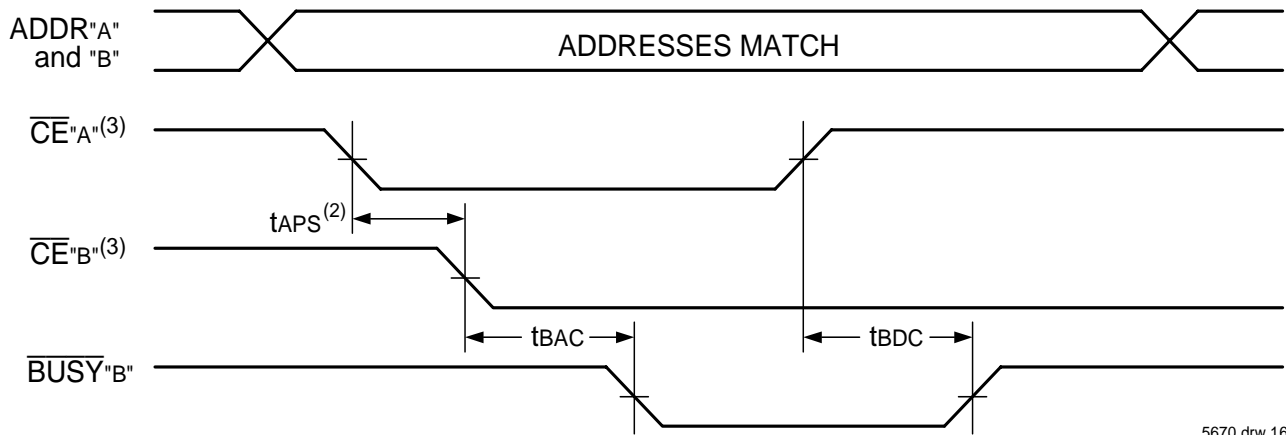 ADDR"A"
and "B"
ADDRESSES MATCH
CE"A"(3)
tAPS(2)
CE"B"(3)
tBAC
tBDC
BUSY"B"
5670 drw 16